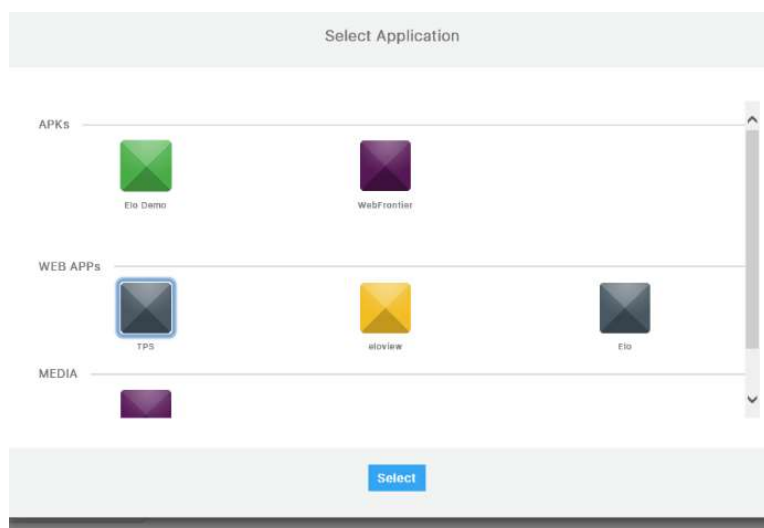 Select Application
APKs
Elo Demo
WebFrontier
WEB APPs
TPS
eloview
Elo
MEDIA
Select